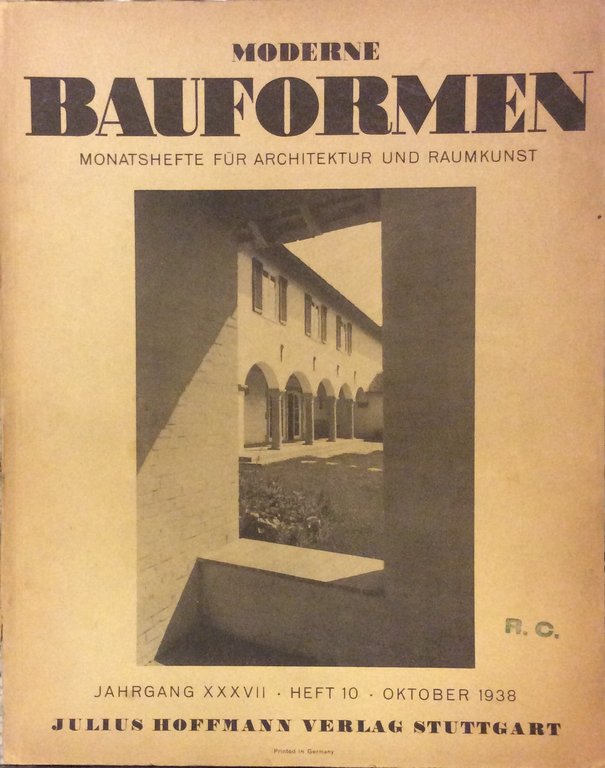 MODERNE
BAUFORMEN
MONATSHEFTE FÜR ARCHITEKTUR UND RAUMKUNST
R. C.
JAHRGANG XXXVII · HEFT 10 · OKTOBER 1938
JULIUS HOFFMANN VERLAG STUTTGART
Printed in Germany